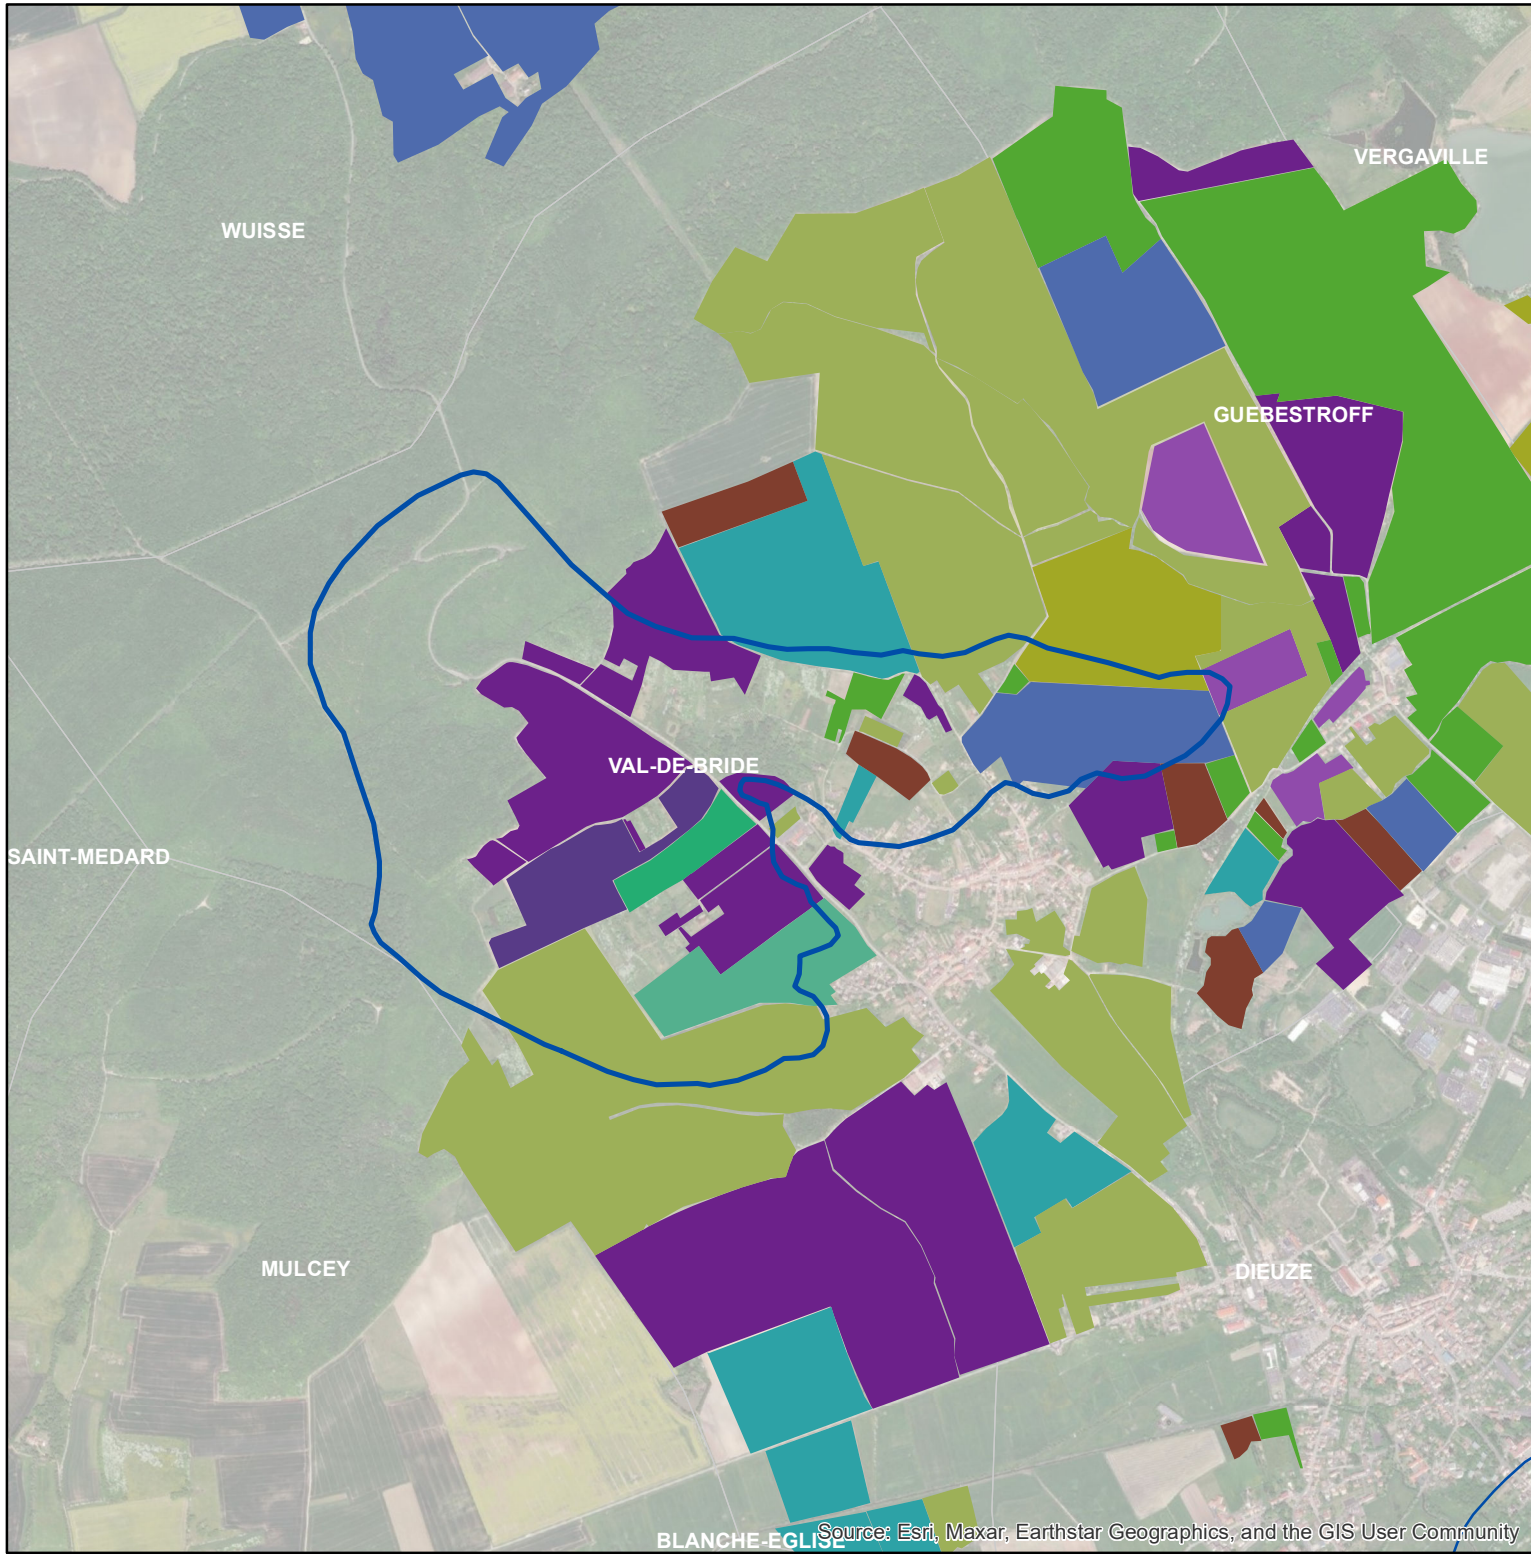 VERGAVILLE
WUISSE
GUEBESTROFF
VAL-DE-BRIDE
SAINT-MEDARD
MULCEY
DIEUZE
BLANCHE-EGLISE
Source: Esri, Maxar, Earthstar Geographics, and the GIS User Community